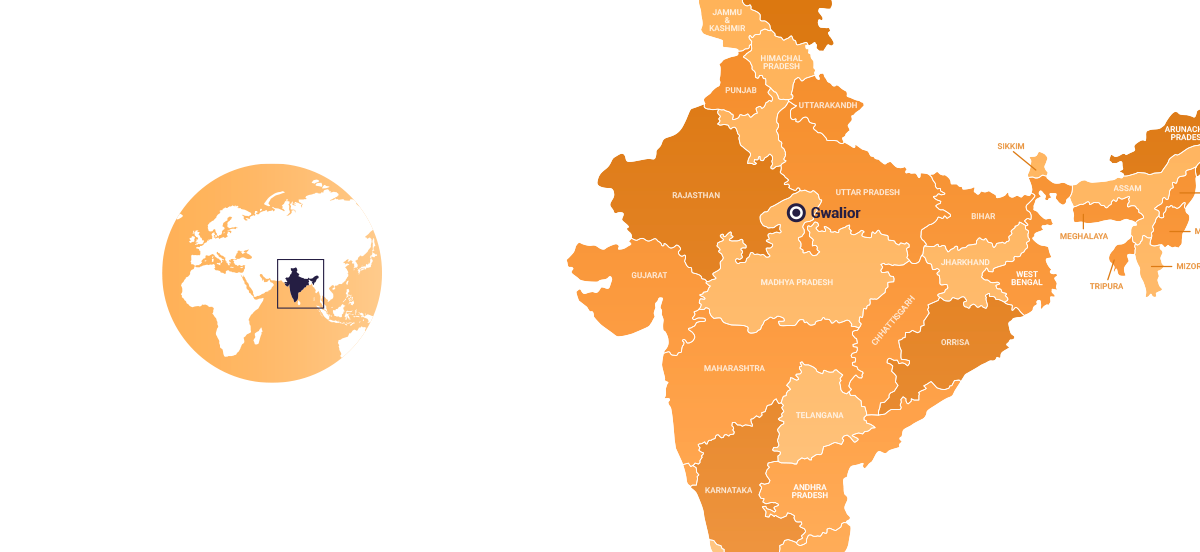 JAMMU
&
KASHMIR
HIMACHAL
PRADESH
PUNJAB
UTTARAKANDH
ARUNACH
PRADES
SIKKIM
RAJASTHAN
UTTAR PRADESH
ASSAM
Gwalior
BIHAR
MEGHALAYA
M
JHARKHAND
MIZOR
GUJARAT
MADHYA PRADESH
WEST
BENGAL
TRIPURA
CHHATTISGARH
ORRISA
MAHARASHTRA
TELANGANA
KARNATAKA
ANDHRA
PRADESH